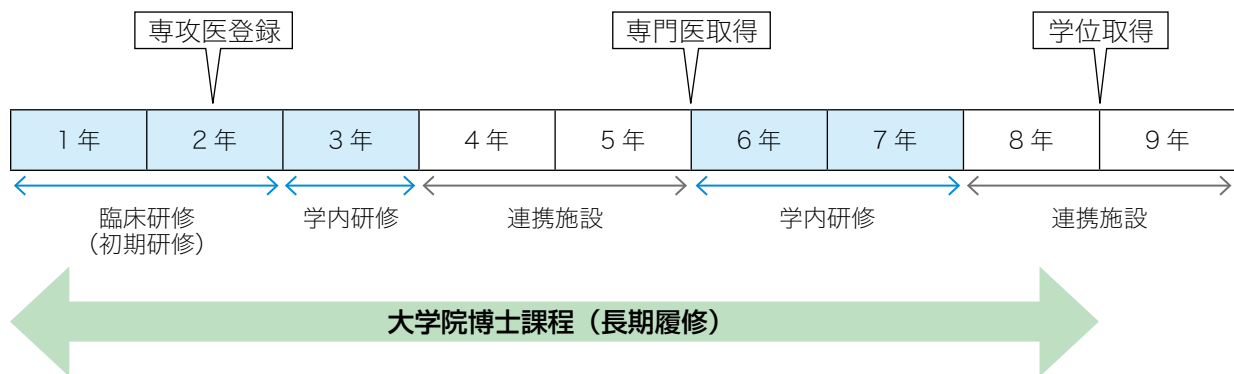 専攻医登録
専門医取得
学位取得
1 年
2 年
3 年
4 年
5 年
6 年
7 年
8 年
9 年
臨床研修
（初期研修）
学内研修
連携施設
学内研修
連携施設
大学院博士課程（長期履修）